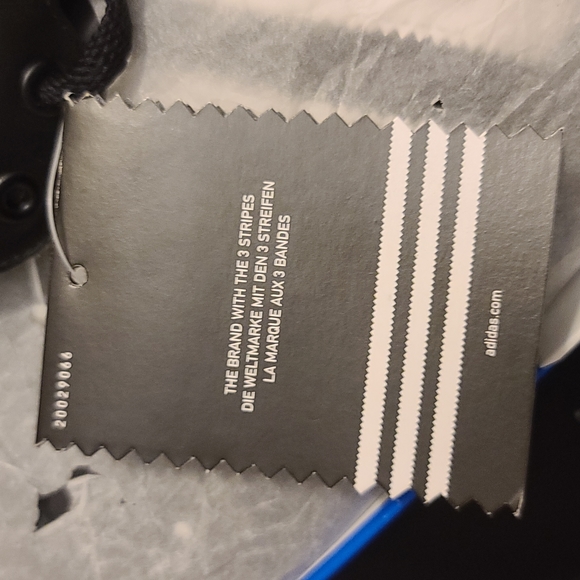 20029066
THE BRAND WITH THE 3 STRIPES
DIE WELTMARKE MIT DEN 3 STREIFEN
LA MARQUE AUX 3 BANDES
adidas.com